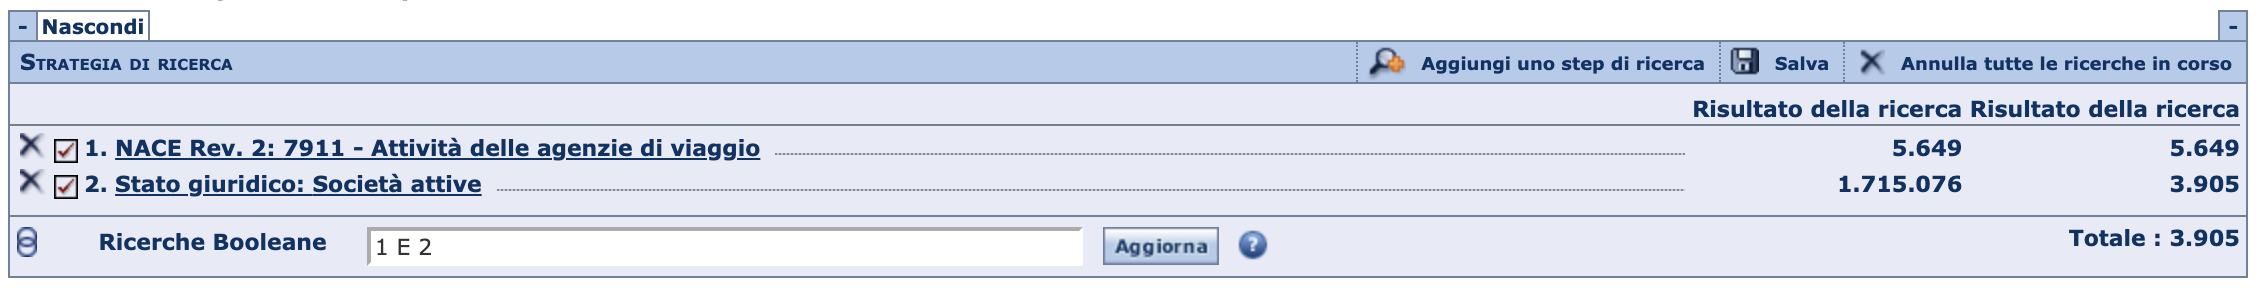 - Nascondi -
STRATEGIA DI RICERCA Aggiungi uno step di ricerca Salva Annulla tutte le ricerche in corso
Risultato della ricerca Risultato della ricerca
1. NACE Rev. 2: 7911 - Attività delle agenzie di viaggio 5.649 5.649
2. Stato giuridico: Società attive 1.715.076 3.905
Ricerche Booleane 1 E 2 Aggiorna ? Totale : 3.905